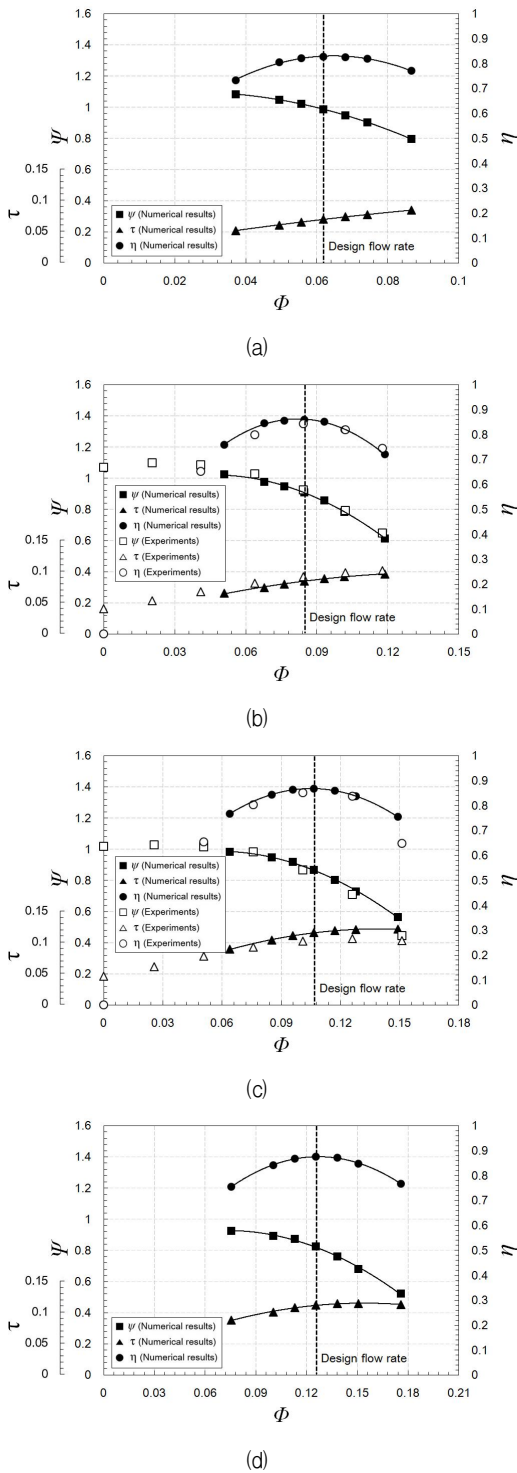 1.6
1.4
1.2
1
0.8
0.6
0.4
0.2
0
Ψ
0.15
0.1
0.05
0
τ
1
0.9
0.8
0.7
0.6
0.5
0.4
0.3
0.2
0.1
0
η
ψ (Numerical results)
τ (Numerical results)
η (Numerical results)
Design flow rate
0 0.02 0.04 0.06 0.08 0.1
Φ
(a)
1.6
1.4
1.2
1
0.8
0.6
0.4
0.2
0
Ψ
0.15
0.1
0.05
0
τ
1
0.9
0.8
0.7
0.6
0.5
0.4
0.3
0.2
0.1
0
η
ψ (Numerical results)
τ (Numerical results)
η (Numerical results)
ψ (Experiments)
τ (Experiments)
η (Experiments)
Design flow rate
0 0.03 0.06 0.09 0.12 0.15
Φ
(b)
1.6
1.4
1.2
1
0.8
0.6
0.4
0.2
0
Ψ
0.15
0.1
0.05
0
τ
1
0.9
0.8
0.7
0.6
0.5
0.4
0.3
0.2
0.1
0
η
ψ (Numerical results)
τ (Numerical results)
η (Numerical results)
ψ (Experiments)
τ (Experiments)
η (Experiments)
Design flow rate
0 0.03 0.06 0.09 0.12 0.15 0.18
Φ
(c)
1.6
1.4
1.2
1
0.8
0.6
0.4
0.2
0
Ψ
0.15
0.1
0.05
0
τ
1
0.9
0.8
0.7
0.6
0.5
0.4
0.3
0.2
0.1
0
η
ψ (Numerical results)
τ (Numerical results)
η (Numerical results)
Design flow rate
0 0.03 0.06 0.09 0.12 0.15 0.18 0.21
Φ
(d)